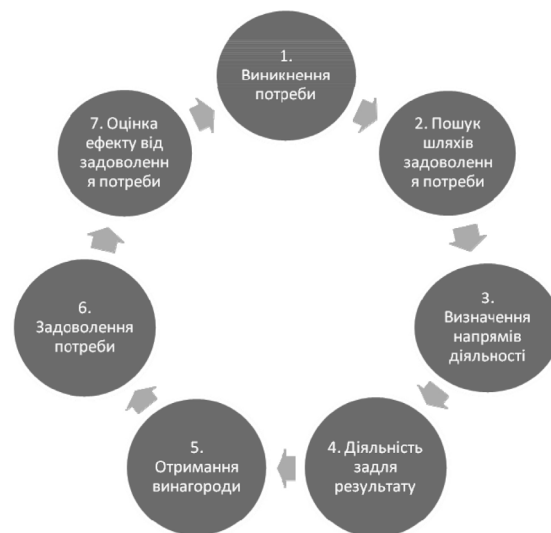 1.
Виникнення
потреби
2. Пошук
шляхів
задоволенн
я потреби
3.
Визначення
напрямів
діяльності
4. Діяльність
задля
результату
5.
Отримання
винагороди
6.
Задоволення
потреби
7. Оцінка
ефекту від
задоволенн
я потреби